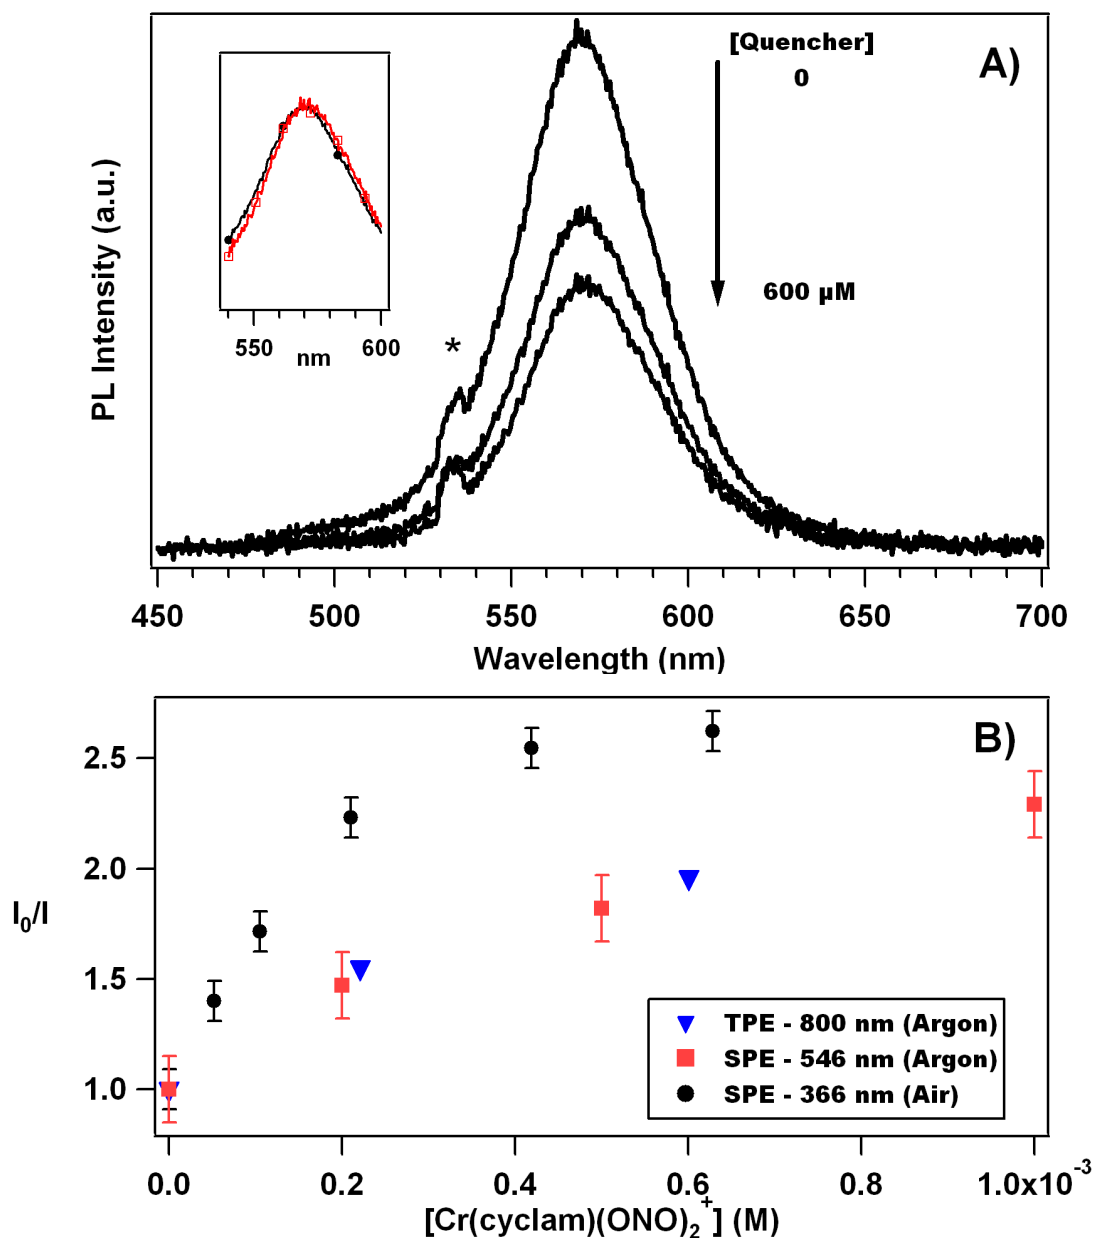 [Quencher]
0
A)
600 µM
*
550
600
nm
PL Intensity (a.u.)
450
500
550
600
650
700
Wavelength (nm)
B)
2.5
2.0
1.5
1.0
I₀/I
TPE - 800 nm (Argon)
SPE - 546 nm (Argon)
SPE - 366 nm (Air)
0.0
0.2
0.4
0.6
0.8
1.0x10⁻³
[Cr(cyclam)(ONO)₂⁺] (M)